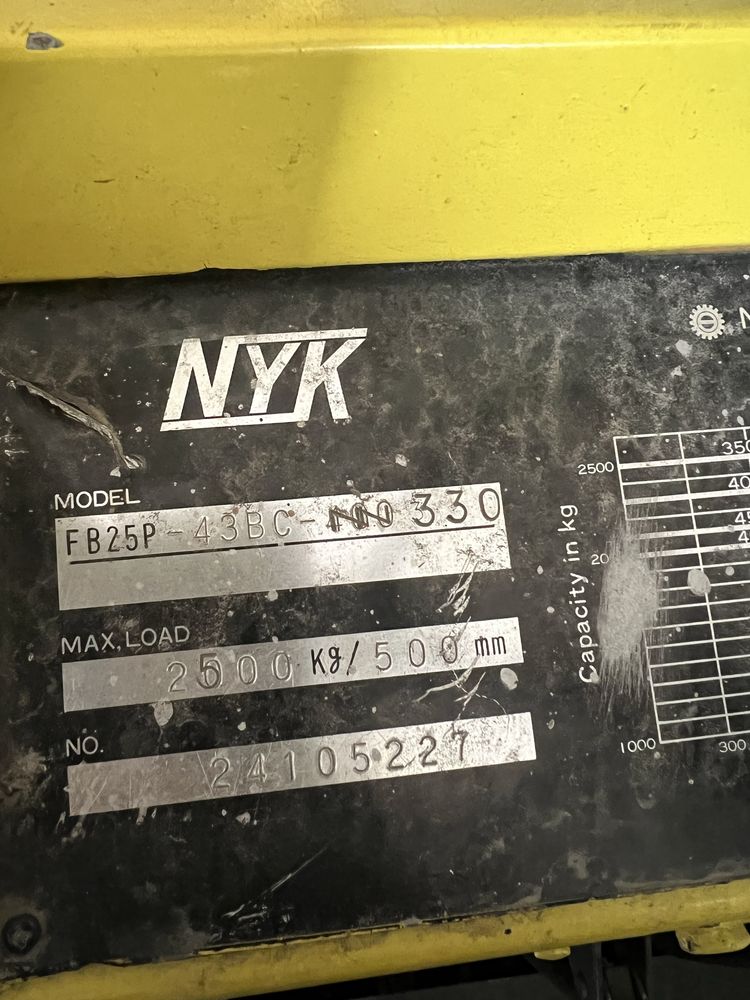 NYK
MODEL
FB25P-43BC- 330
MAX. LOAD
2500 Kg/500 mm
NO.
24105227
Capacity in kg
2500
20
1000
300